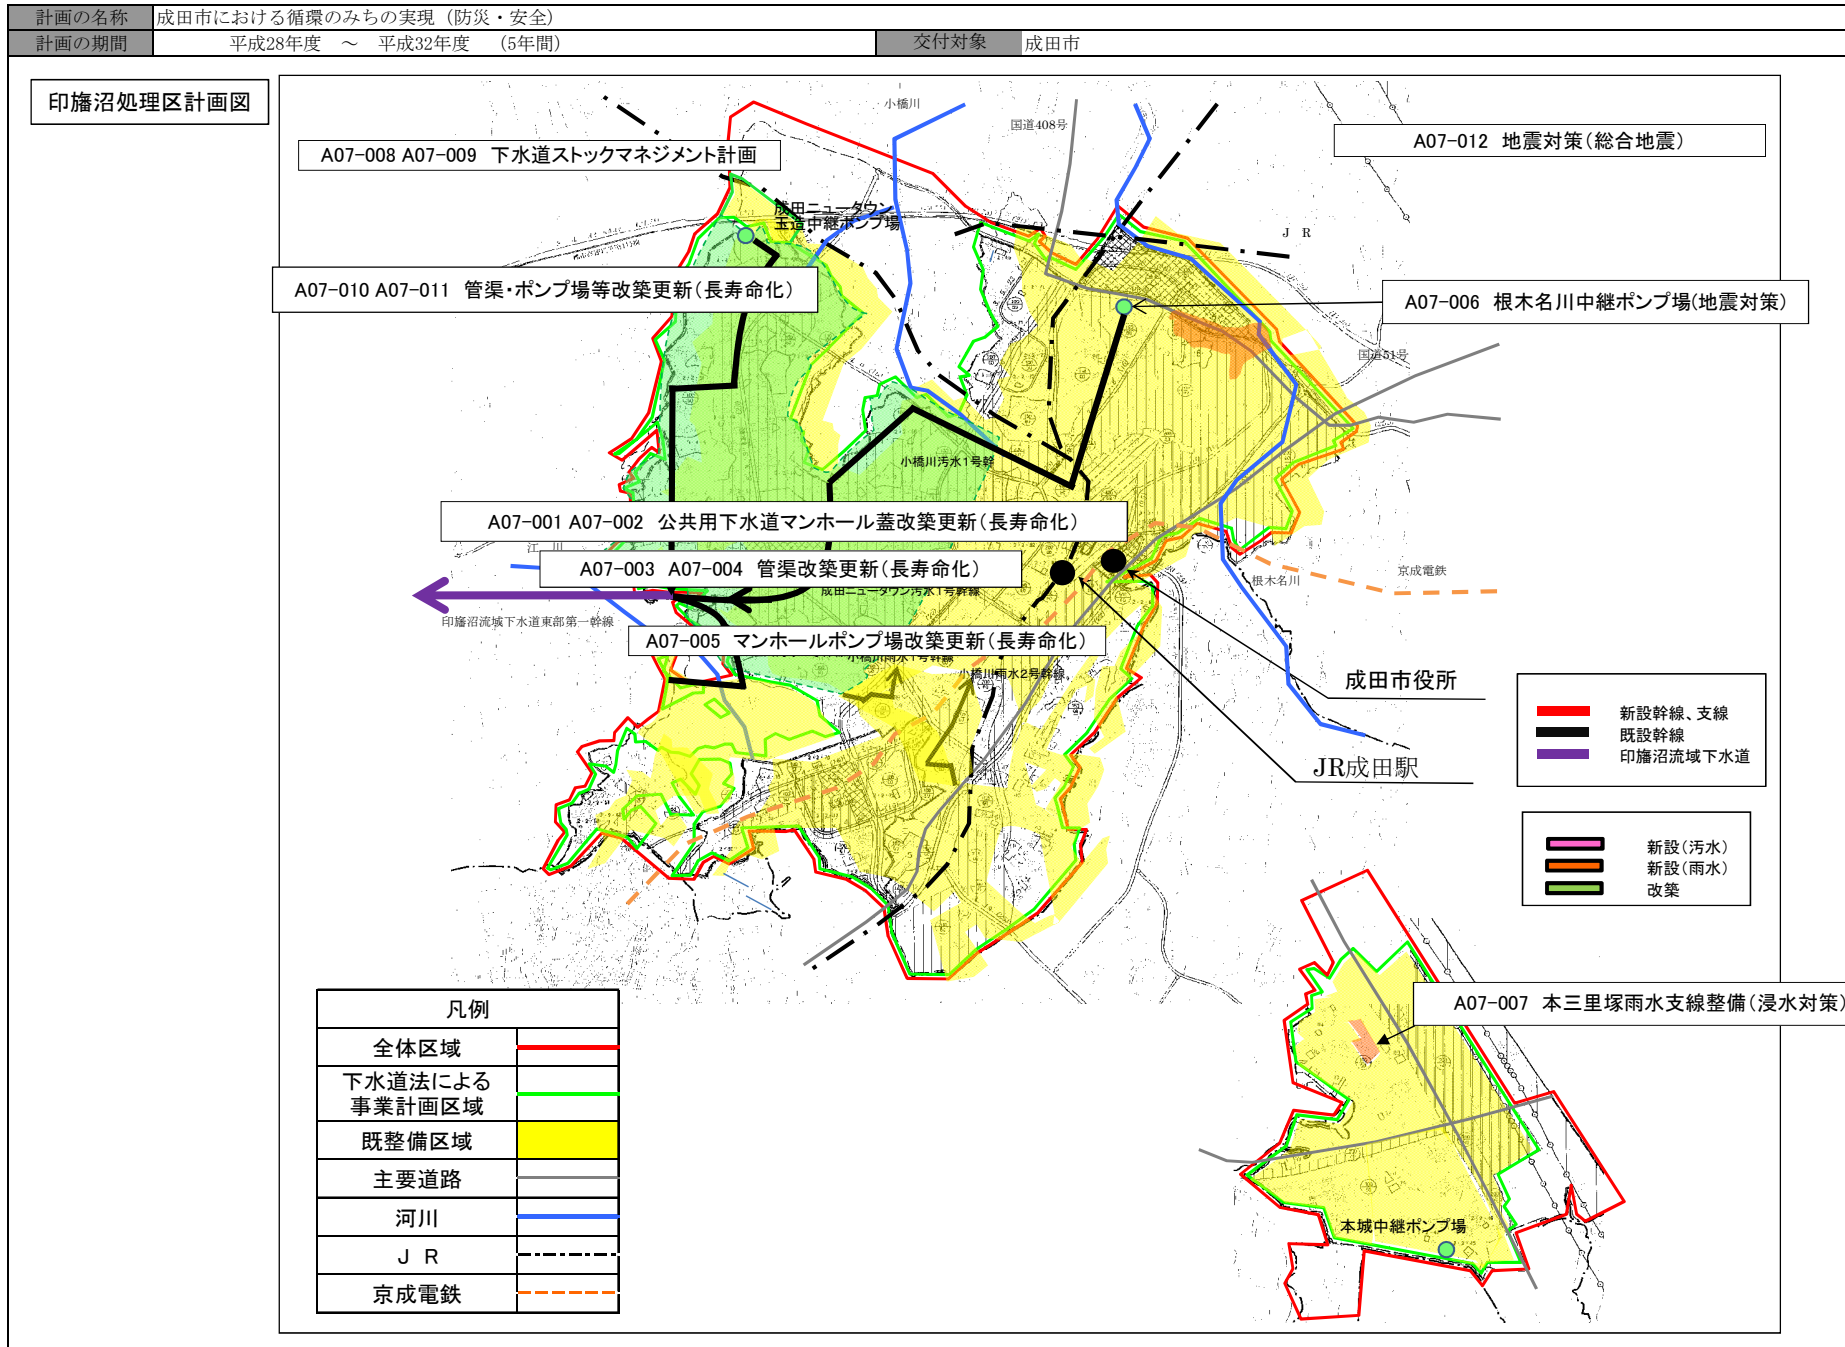 計画の名称 成田市における循環のみちの実現（防災・安全）
計画の期間 平成28年度　～　平成32年度　（5年間） 交付対象 成田市
印旛沼処理区計画図
小橋川
国道408号
A07-008 A07-009　下水道ストックマネジメント計画
A07-012　地震対策（総合地震）
成田ニュータウン
玉造中継ポンプ場
J R
A07-010 A07-011　管渠・ポンプ場等改築更新（長寿命化）
A07-006　根木名川中継ポンプ場(地震対策）
国道51号
小橋川汚水1号幹
A07-001 A07-002　公共用下水道マンホール蓋改築更新（長寿命化）
江 川
A07-003　A07-004　管渠改築更新（長寿命化）
根木名川
京成電鉄
成田ニュータウン汚水1号幹線
印旛沼流域下水道東部第一幹線
A07-005　マンホールポンプ場改築更新（長寿命化）
小橋川雨水1号幹線
小橋川雨水2号幹線
成田市役所
JR成田駅
新設幹線、支線
既設幹線
印旛沼流域下水道
新設（汚水）
新設（雨水）
改築
A07-007　本三里塚雨水支線整備（浸水対策）
本城中継ポンプ場
凡例
全体区域
下水道法による
事業計画区域
既整備区域
主要道路
河川
J R
京成電鉄